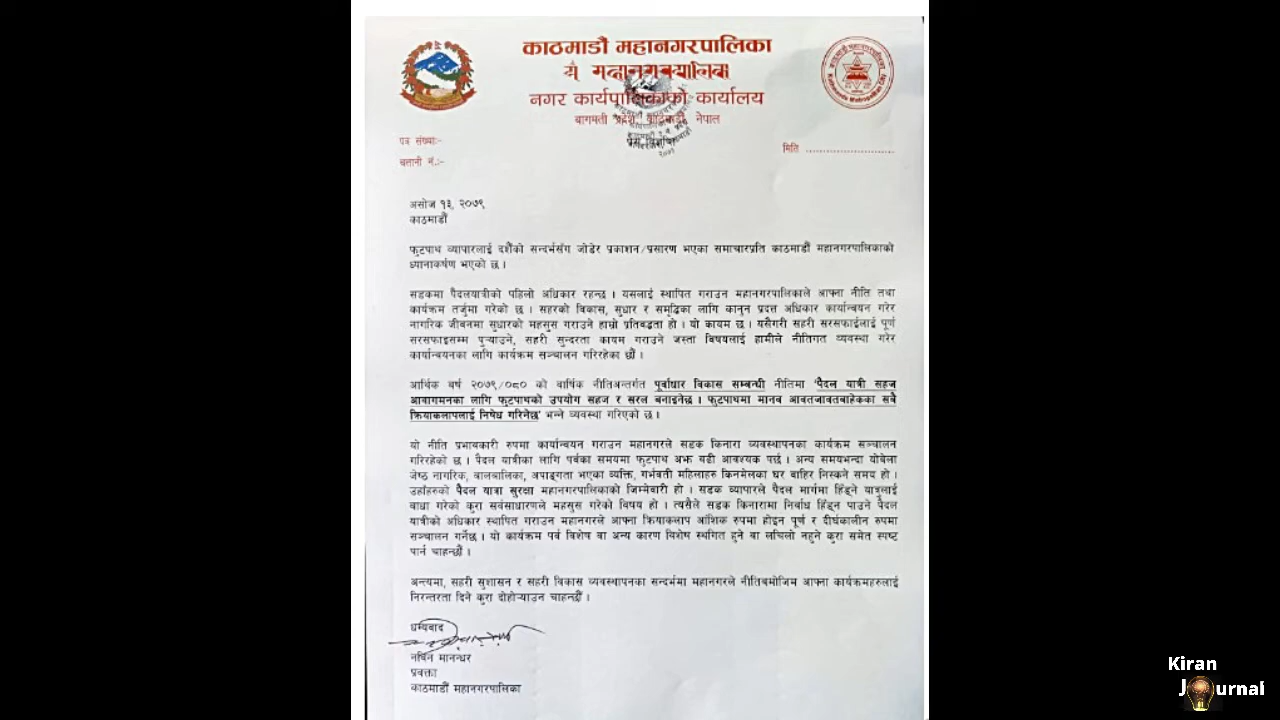 काठमाडौं महानगरपालिका
नगर कार्यपालिकाको कार्यालय
बागमती प्रदेश, काठमाडौं, नेपाल
पत्र संख्याः-
चलानी नं.:-
मिति ........................
असोज १३, २०७९
काठमाडौं
फुटपाथ व्यापारलाई दशैंको सन्दर्भसँग जोडेर प्रकाशन/प्रसारण भएका समाचारप्रति काठमाडौं महानगरपालिकाको
ध्यानाकर्षण भएको छ ।
सडकमा पैदलयात्रीको पहिलो अधिकार रहन्छ । यसलाई स्थापित गराउन महानगरपालिकाले आफ्ना नीति तथा
कार्यक्रम तर्जुमा गरेको छ । सहरको विकास, सुधार र समृद्धिका लागि कानुन प्रदत्त अधिकार कार्यान्वयन गरेर
नागरिक जीवनमा सुधारको महसुस गराउने हाम्रो प्रतिबद्धता हो । यो कायम छ । यसैगरी सहरी सरसफाईलाई पूर्ण
सरसफाइसम्म पुऱ्याउने, सहरी सुन्दरता कायम गराउने जस्ता विषयलाई हामीले नीतिगत व्यवस्था गरेर
कार्यान्वयनका लागि कार्यक्रम सञ्चालन गरिरहेका छौं ।
आर्थिक वर्ष २०७९/०८० को वार्षिक नीतिअन्तर्गत पूर्वाधार विकास सम्बन्धी नीतिमा 'पैदल यात्री सहज
आवागमनका लागि फुटपाथको उपयोग सहज र सरल बनाइनेछ । फुटपाथमा मानव आवतजावतबाहेकका सबै
क्रियाकलापलाई निषेध गरिनेछ' भन्ने व्यवस्था गरिएको छ ।
यो नीति प्रभावकारी रुपमा कार्यान्वयन गराउन महानगरले सडक किनारा व्यवस्थापनका कार्यक्रम सञ्चालन
गरिरहेको छ । पैदल यात्रीका लागि पर्वका समयमा फुटपाथ अझ बढी आवश्यक पर्छ । अन्य समयभन्दा योबेला
जेष्ठ नागरिक, बालबालिका, अपाङ्गता भएका व्यक्ति, गर्भवती महिलाहरु किनमेलका घर बाहिर निस्कने समय हो ।
उहाँहरुको पैदल यात्रा सुरक्षा महानगरपालिकाको जिम्मेवारी हो । सडक व्यापारले पैदल मार्गमा हिँड्ने यात्रुलाई
वाधा गरेको कुरा सर्वसाधारणले महसुस गरेको विषय हो । त्यसैले सडक किनारामा निर्वाध हिँड्न पाउने पैदल
यात्रीको अधिकार स्थापित गराउन महानगरले आफ्ना क्रियाकलाप आंशिक रुपमा होइन पूर्ण र दीर्घकालीन रुपमा
सञ्चालन गर्नेछ । यो कार्यक्रम पर्व विशेष वा अन्य कारण विशेष स्थगित हुने वा लचिलो नहुने कुरा समेत स्पष्ट
पार्न चाहन्छौं ।
अन्त्यमा, सहरी सुशासन र सहरी विकास व्यवस्थापनका सन्दर्भमा महानगरले नीतिबमोजिम आफ्ना कार्यक्रमहरुलाई
निरन्तरता दिने कुरा दोहोऱ्याउन चाहन्छौं ।
धन्यवाद
नविन मानन्धर
प्रवक्ता
काठमाडौं महानगरपालिका
Kiran
Journal